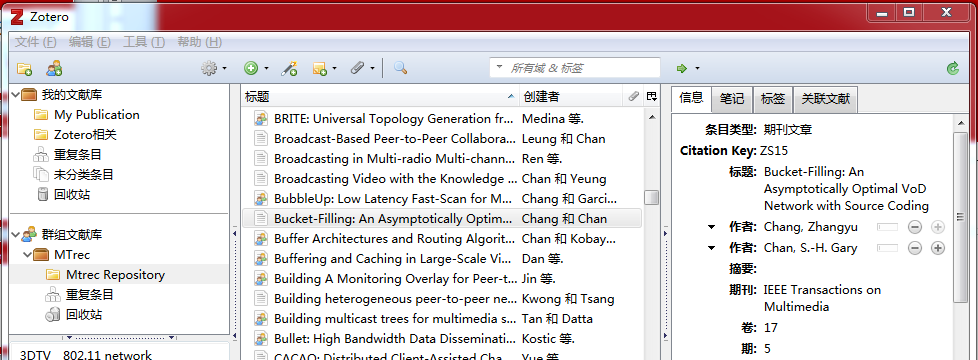 Zotero
文件 (F) 编辑 (E) 工具 (T) 帮助 (H)
所有域 & 标签
我的文献库
My Publication
Zotero相关
重复条目
未分类条目
回收站
群组文献库
MTrec
Mtrec Repository
重复条目
回收站
3DTV 802.11 network
标题 创建者
BRITE: Universal Topology Generation fr... Medina 等.
Broadcast-Based Peer-to-Peer Collabora... Leung 和 Chan
Broadcasting in Multi-radio Multi-chann... Ren 等.
Broadcasting Video with the Knowledge ... Chan 和 Yeung
BubbleUp: Low Latency Fast-Scan for M... Chang 和 Garci...
Bucket-Filling: An Asymptotically Optim... Chang 和 Chan
Buffer Architectures and Routing Algorit... Chan 和 Kobay...
Buffering and Caching in Large-Scale Vi... Dan 等.
Building A Monitoring Overlay for Peer-t... Jin 等.
Building heterogeneous peer-to-peer ne... Kwong 和 Tsang
Building multicast trees for multimedia s... Tan 和 Datta
Bullet: High Bandwidth Data Disseminati... Kostic 等.
CACAO: Distributed Client-Assisted Cha... Yue 等.
信息 笔记 标签 关联文献
条目类型: 期刊文章
Citation Key: ZS15
标题: Bucket-Filling: An
Asymptotically Optimal VoD
Network with Source Coding
作者: Chang, Zhangyu
作者: Chan, S.-H. Gary
摘要:
期刊: IEEE Transactions on
Multimedia
卷: 17
期: 5